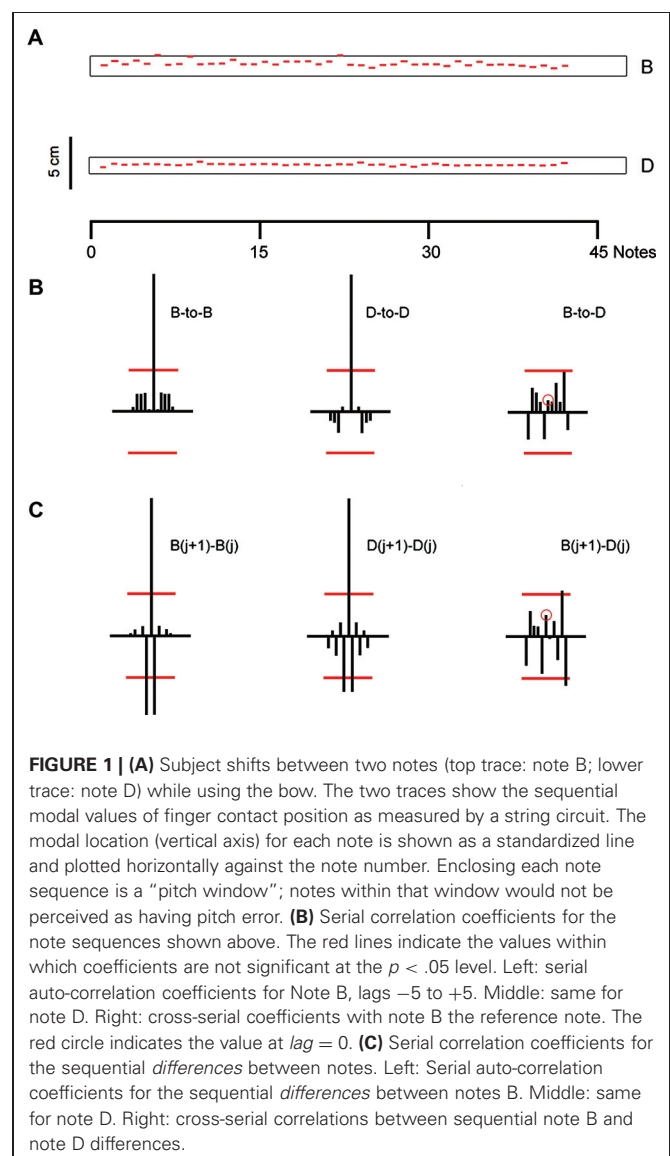 A
B
D
5 cm
0 15 30 45 Notes
B
B-to-B D-to-D B-to-D
C
B(j+1)-B(j) D(j+1)-D(j) B(j+1)-D(j)
FIGURE 1 | (A) Subject shifts between two notes (top trace: note B; lower
trace: note D) while using the bow. The two traces show the sequential
modal values of finger contact position as measured by a string circuit. The
modal location (vertical axis) for each note is shown as a standardized line
and plotted horizontally against the note number. Enclosing each note
sequence is a “pitch window”; notes within that window would not be
perceived as having pitch error. (B) Serial correlation coefficients for the
note sequences shown above. The red lines indicate the values within
which coefficients are not significant at the p < .05 level. Left: serial
auto-correlation coefficients for Note B, lags −5 to +5. Middle: same for
note D. Right: cross-serial coefficients with note B the reference note. The
red circle indicates the value at lag = 0. (C) Serial correlation coefficients for
the sequential differences between notes. Left: Serial auto-correlation
coefficients for the sequential differences between notes B. Middle: same
for note D. Right: cross-serial correlations between sequential note B and
note D differences.